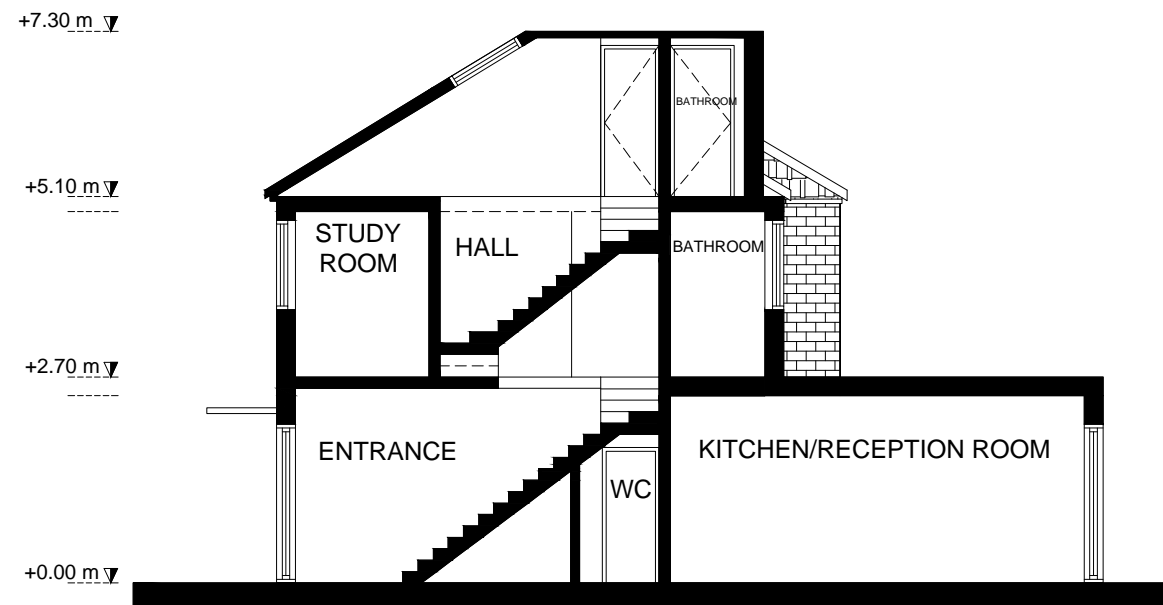 +7.30 m
BATHROOM
+5.10 m
STUDY
ROOM
HALL
BATHROOM
+2.70 m
ENTRANCE
KITCHEN/RECEPTION ROOM
WC
+0.00 m